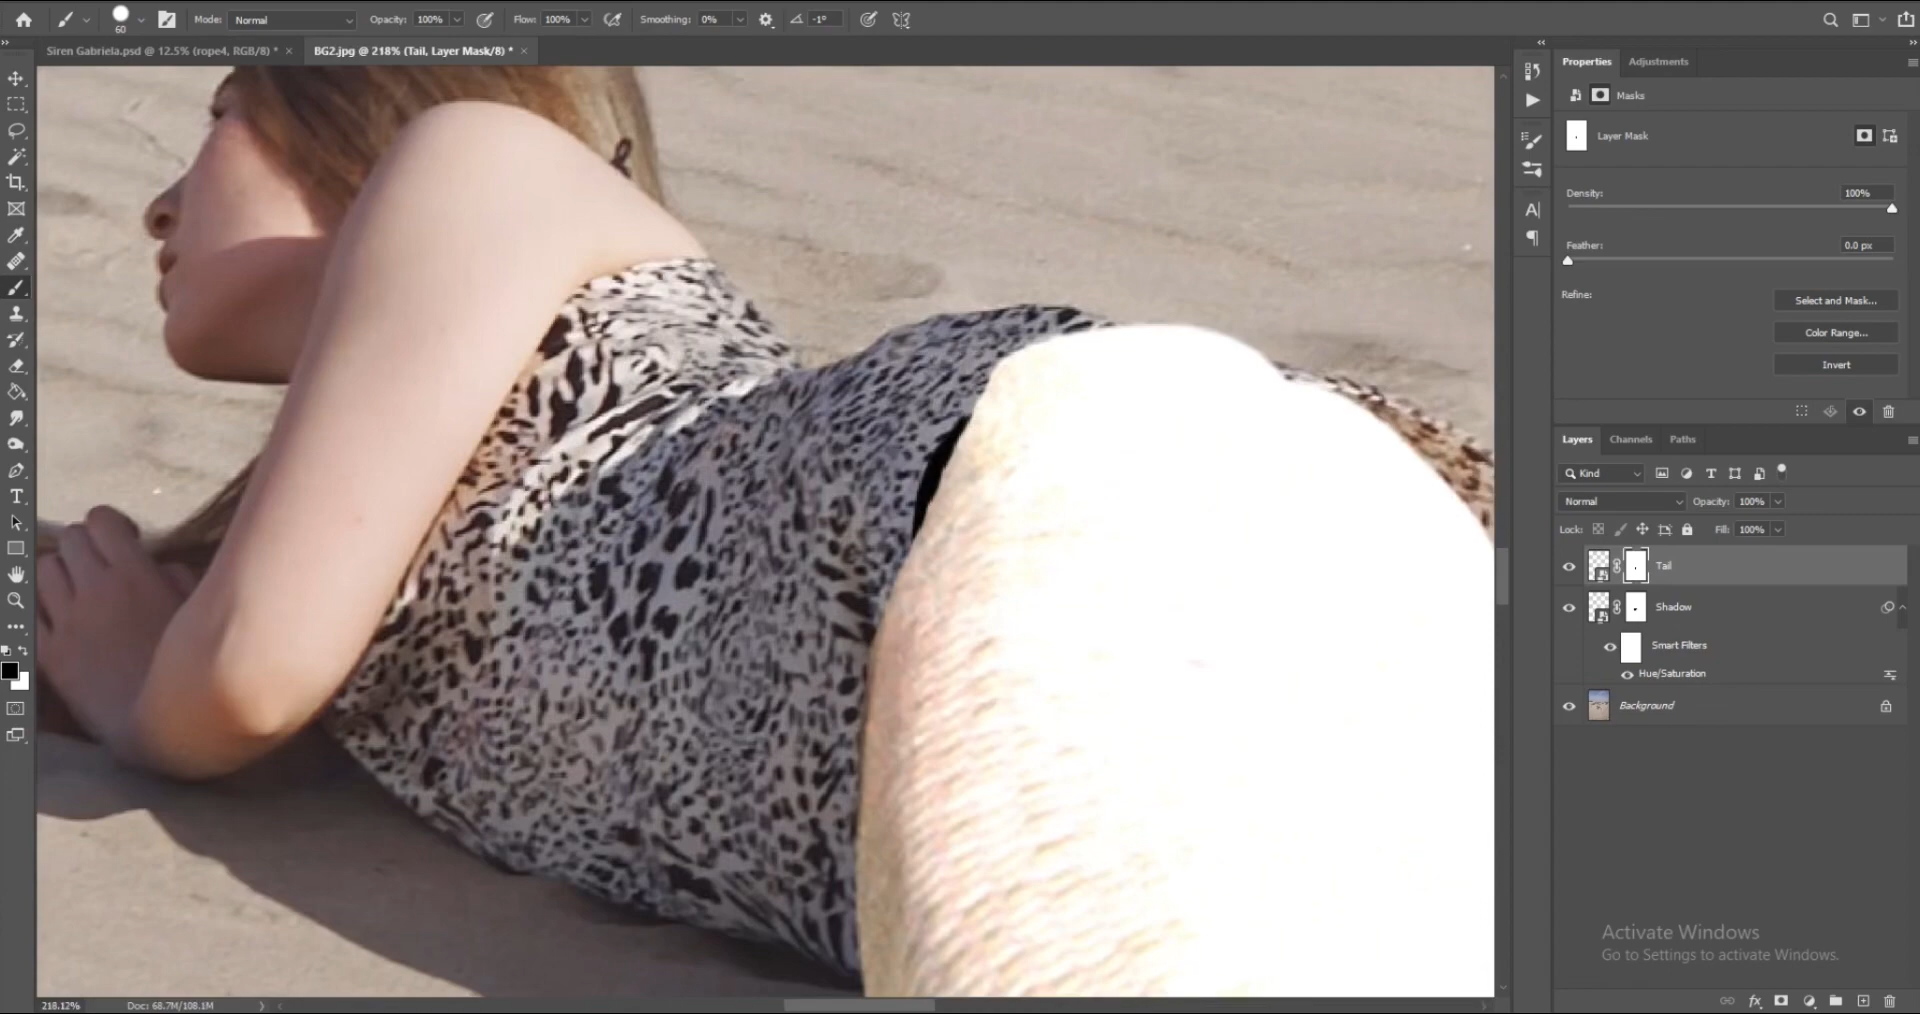 Mode: Normal Opacity: 100% Flow: 100% Smoothing: 0% -1°
60
Siren Gabriela.psd @ 12.5% (rope4, RGB/8) * ×
BG2.jpg @ 218% (Tail, Layer Mask/8) * ×
Properties Adjustments
Masks
Layer Mask
Density: 100%
Feather: 0.0 px
Refine:
Select and Mask...
Color Range...
Invert
Layers Channels Paths
Kind
Normal Opacity: 100%
Lock: Fill: 100%
Tail
Shadow
Smart Filters
Hue/Saturation
Background
Activate Windows
Go to Settings to activate Windows.
218.12% Doc: 68.7M/108.1M